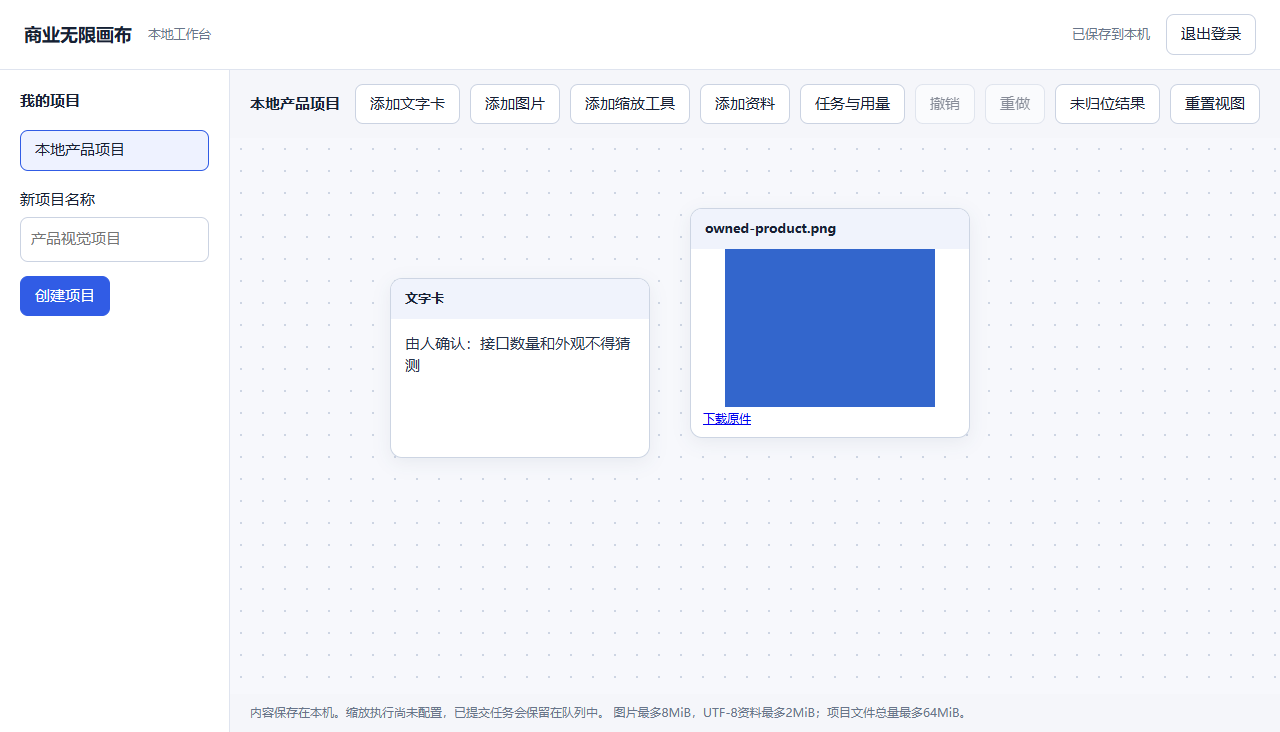 商业无限画布 本地工作台 已保存到本机 退出登录
我的项目
本地产品项目
新项目名称
产品视觉项目
创建项目
本地产品项目 添加文字卡 添加图片 添加缩放工具 添加资料 任务与用量 撤销 重做 未归位结果 重置视图
文字卡
由人确认：接口数量和外观不得猜
测
owned-product.png
下载原件
内容保存在本机。缩放执行尚未配置，已提交任务会保留在队列中。 图片最多8MiB，UTF-8资料最多2MiB；项目文件总量最多64MiB。